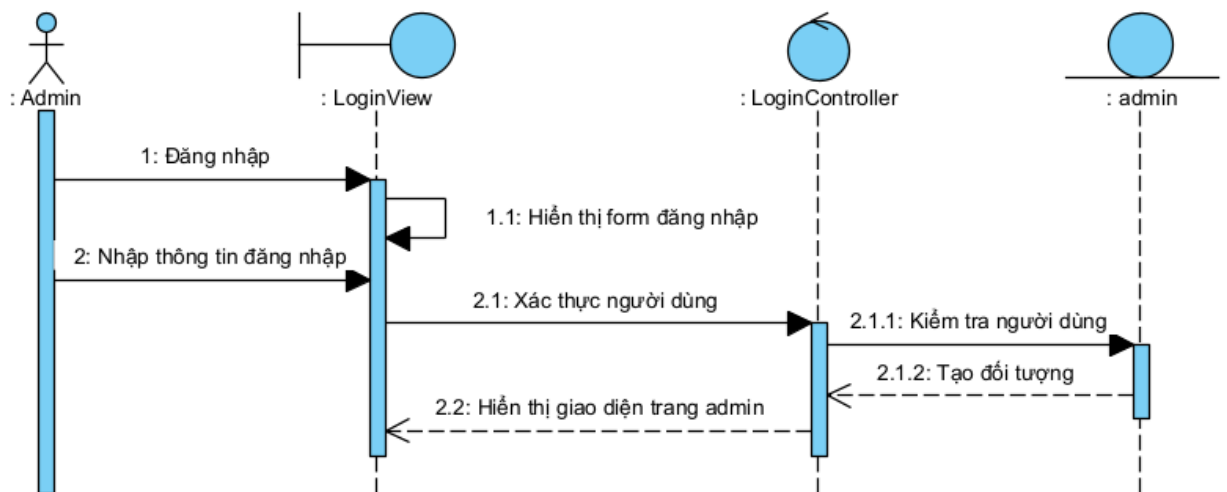 : Admin
: LoginView
: LoginController
: admin
1: Đăng nhập
1.1: Hiển thị form đăng nhập
2: Nhập thông tin đăng nhập
2.1: Xác thực người dùng
2.1.1: Kiểm tra người dùng
2.1.2: Tạo đối tượng
2.2: Hiển thị giao diện trang admin